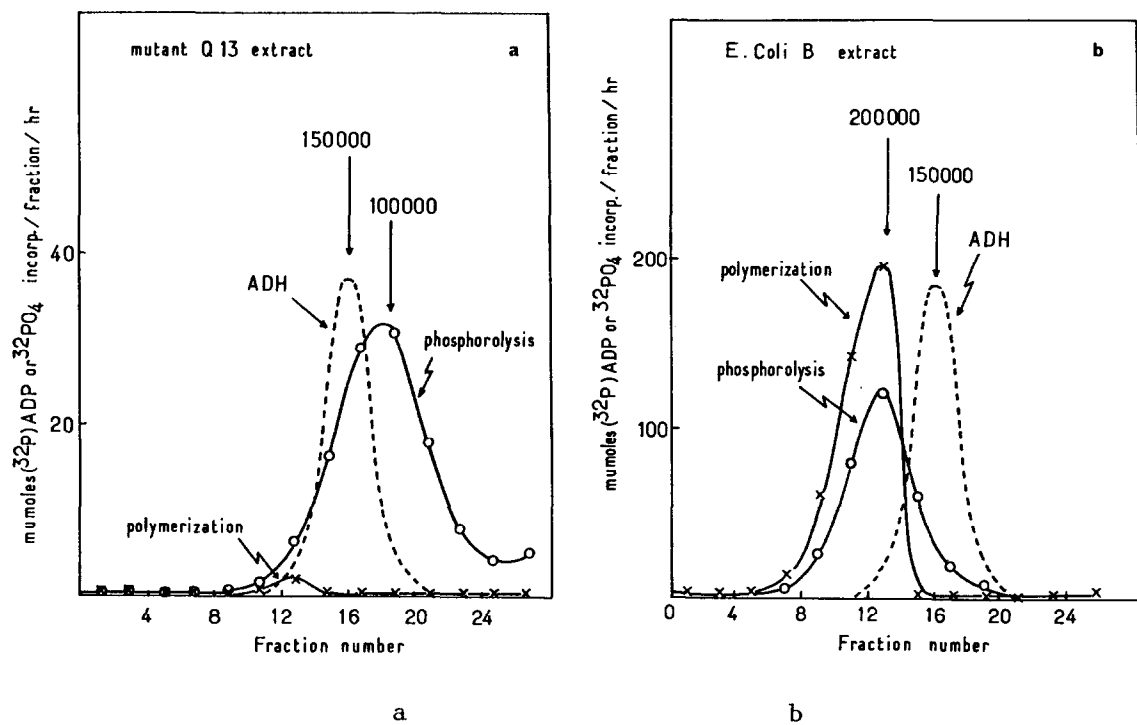 mutant Q 13 extract
a
150000
100000
ADH
phosphorolysis
polymerization
mumoles (³²P) ADP or ³²PO₄ incorp./ fraction / hr
40
20
4 8 12 16 20 24
Fraction number
a
E. Coli B extract
b
200000
150000
ADH
polymerization
phosphorolysis
mumoles (³²P) ADP or ³²PO₄ incorp./ fraction / hr
200
100
0
0 4 8 12 16 20 24
Fraction number
b